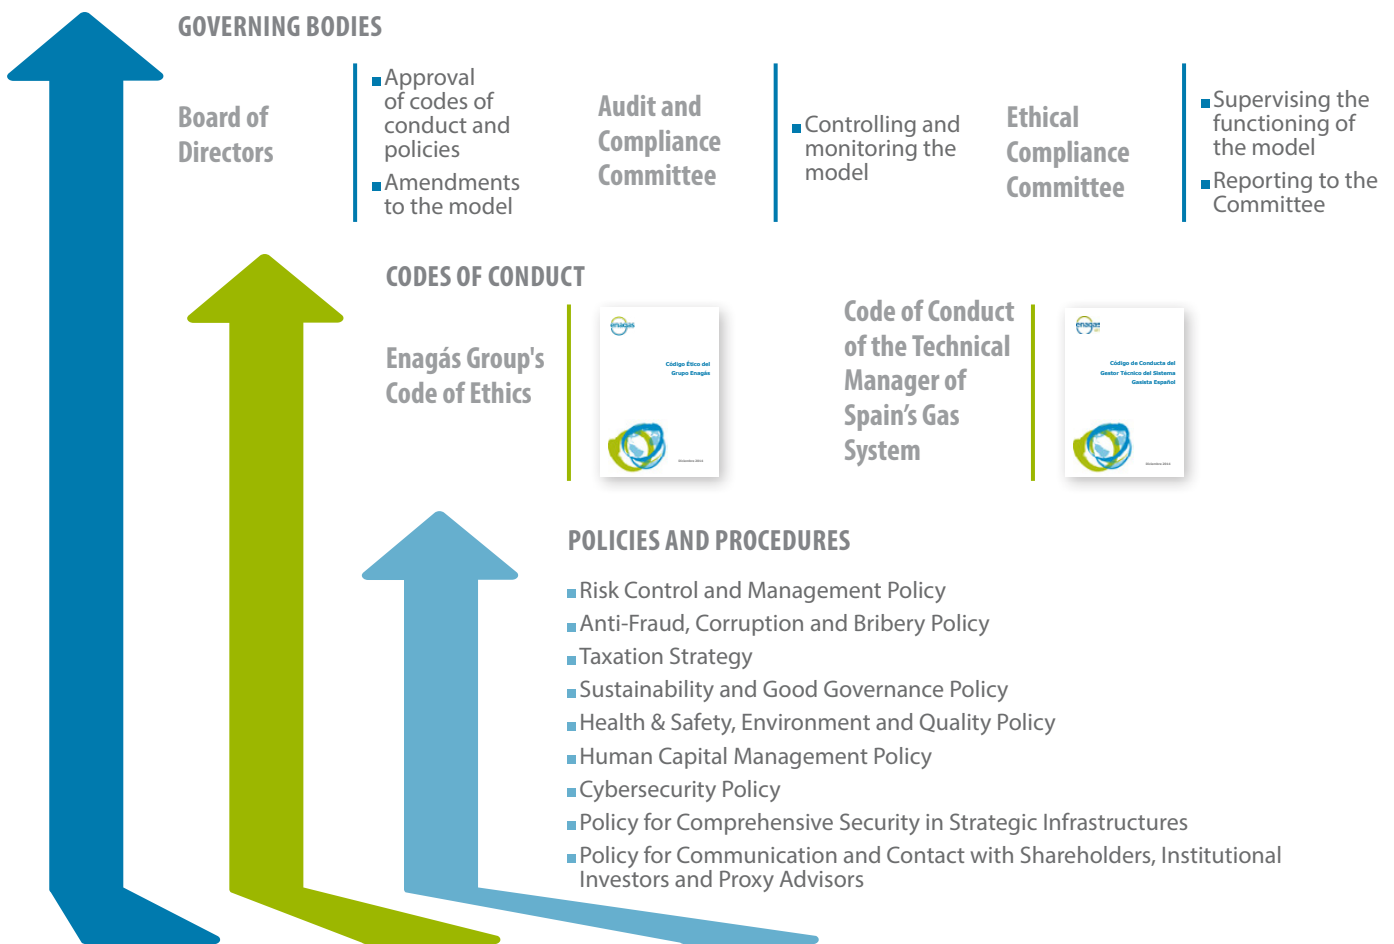 GOVERNING BODIES
Board of
Directors
Approval
of codes of
conduct and
policies
Amendments
to the model
Audit and
Compliance
Committee
Controlling and
monitoring the
model
Ethical
Compliance
Committee
Supervising the
functioning of
the model
Reporting to the
Committee
CODES OF CONDUCT
Enagás Group's
Code of Ethics
enagas
Código Ético del
Grupo Enagás
Code of Conduct
of the Technical
Manager of
Spain’s Gas
System
enagas
Código de Conducta del
Gestor Técnico del Sistema
Gasista Español
POLICIES AND PROCEDURES
Risk Control and Management Policy
Anti-Fraud, Corruption and Bribery Policy
Taxation Strategy
Sustainability and Good Governance Policy
Health & Safety, Environment and Quality Policy
Human Capital Management Policy
Cybersecurity Policy
Policy for Comprehensive Security in Strategic Infrastructures
Policy for Communication and Contact with Shareholders, Institutional
Investors and Proxy Advisors